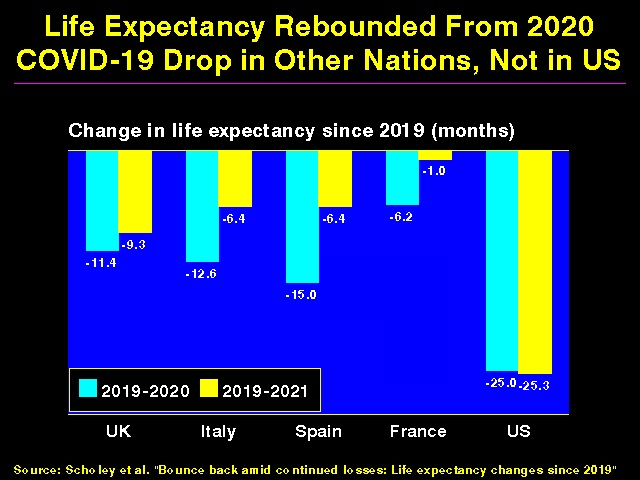 Life Expectancy Rebounded From 2020
COVID-19 Drop in Other Nations, Not in US
Change in life expectancy since 2019 (months)
-11.4
-9.3
-12.6
-6.4
-15.0
-6.4
-6.2
-1.0
-25.0
-25.3
2019-2020
2019-2021
UK
Italy
Spain
France
US
Source: Scholey et al. "Bounce back amid continued losses: Life expectancy changes since 2019"